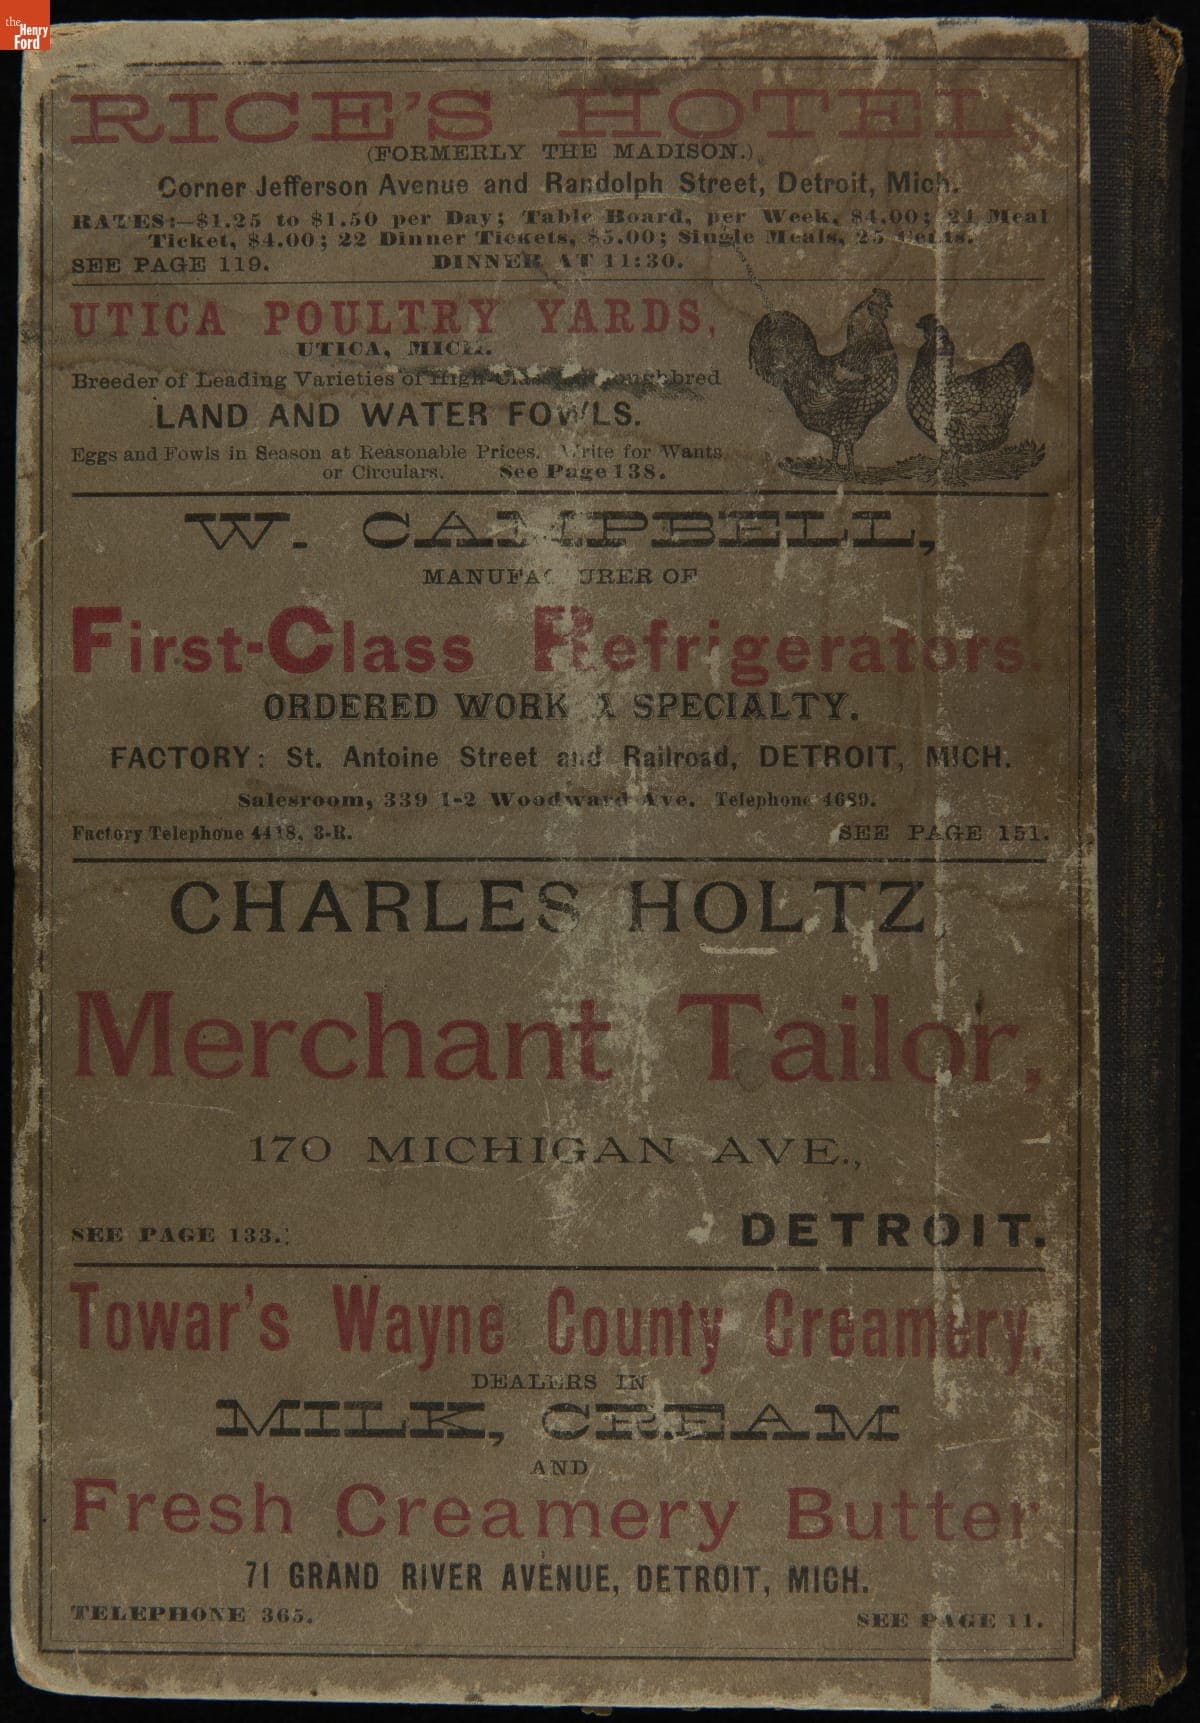 the
Henry
Ford
RICE'S HOTEL,
(FORMERLY THE MADISON.)
Corner Jefferson Avenue and Randolph Street, Detroit, Mich.
RATES:—$1.25 to $1.50 per Day; Table Board, per Week, $4.00; 21 Meal
Ticket, $4.00; 22 Dinner Tickets, $5.00; Single Meals, 25 Cents.
SEE PAGE 119. DINNER AT 11:30.
UTICA POULTRY YARDS,
UTICA, MICH.
Breeder of Leading Varieties of High-Class Thoroughbred
LAND AND WATER FOWLS.
Eggs and Fowls in Season at Reasonable Prices. Write for Wants
or Circulars. See Page 138.
W. CAMPBELL,
MANUFACTURER OF
First-Class Refrigerators.
ORDERED WORK A SPECIALTY.
FACTORY: St. Antoine Street and Railroad, DETROIT, MICH.
Salesroom, 339 1-2 Woodward Ave. Telephone 4689.
Factory Telephone 4418, 3-R. SEE PAGE 151.
CHARLES HOLTZ,
Merchant Tailor,
170 MICHIGAN AVE.,
SEE PAGE 133. DETROIT.
Towar's Wayne County Creamery,
DEALERS IN
MILK, CREAM
AND
Fresh Creamery Butter
71 GRAND RIVER AVENUE, DETROIT, MICH.
TELEPHONE 365. SEE PAGE 11.